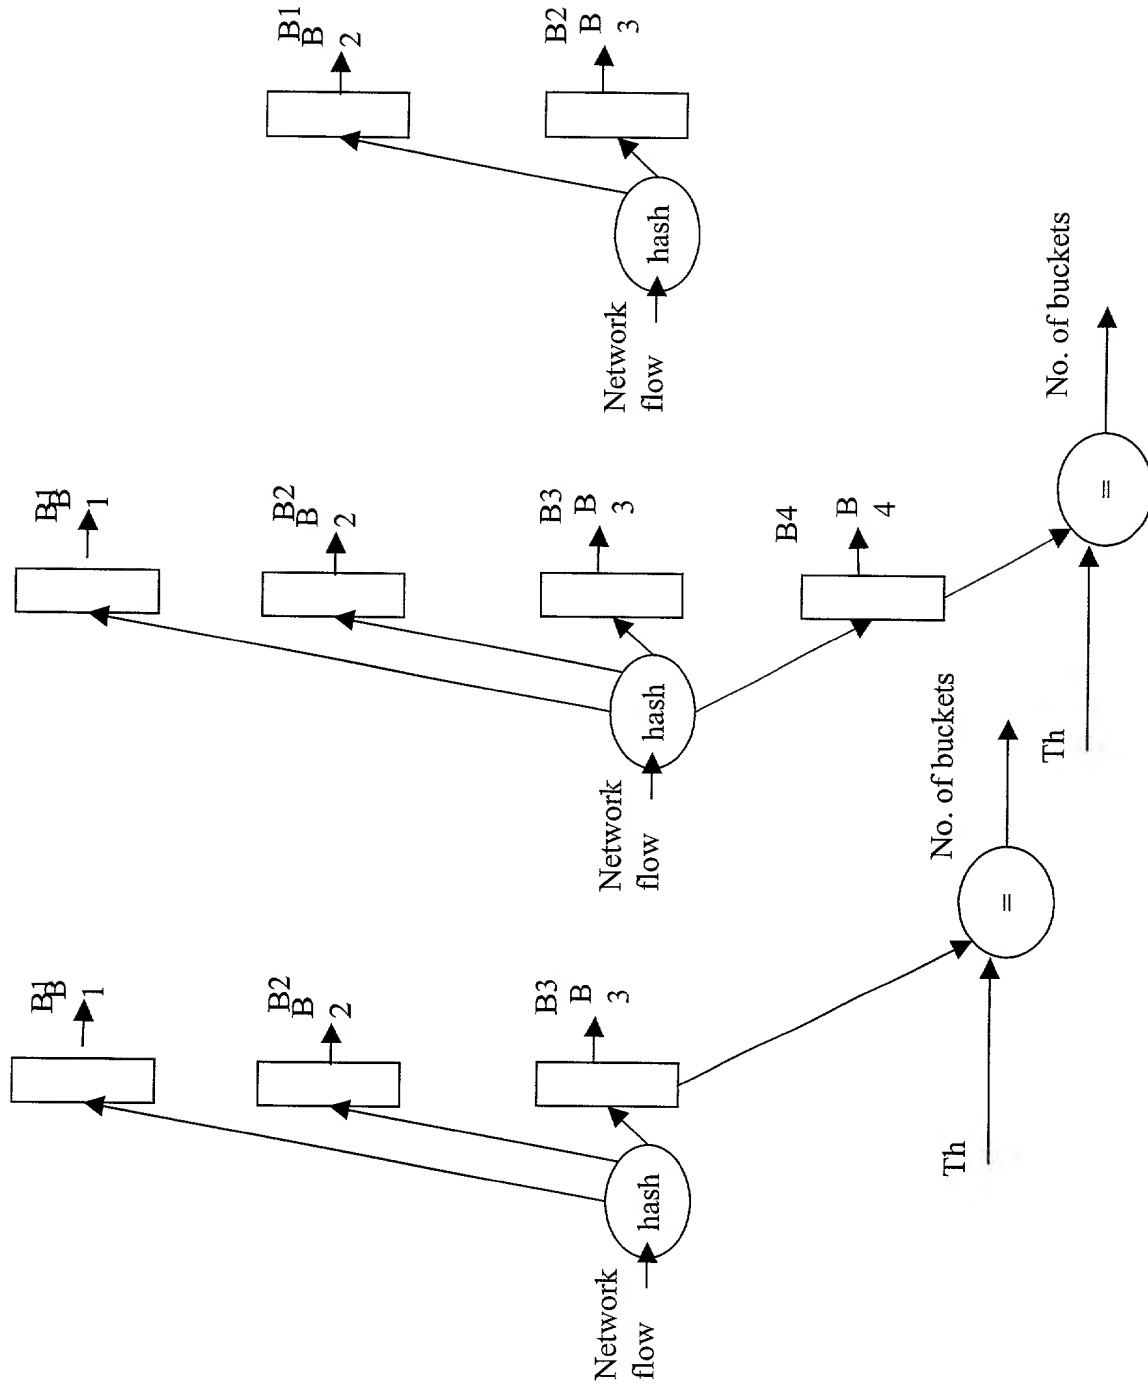 B1
B
1
B2
B
2
B3
B
3
hash
Network
flow
Th
=
No. of buckets
B1
B
1
B2
B
2
B3
B
3
B4
B
4
hash
Network
flow
Th
=
No. of buckets
B1
B
2
B2
B
3
hash
Network
flow